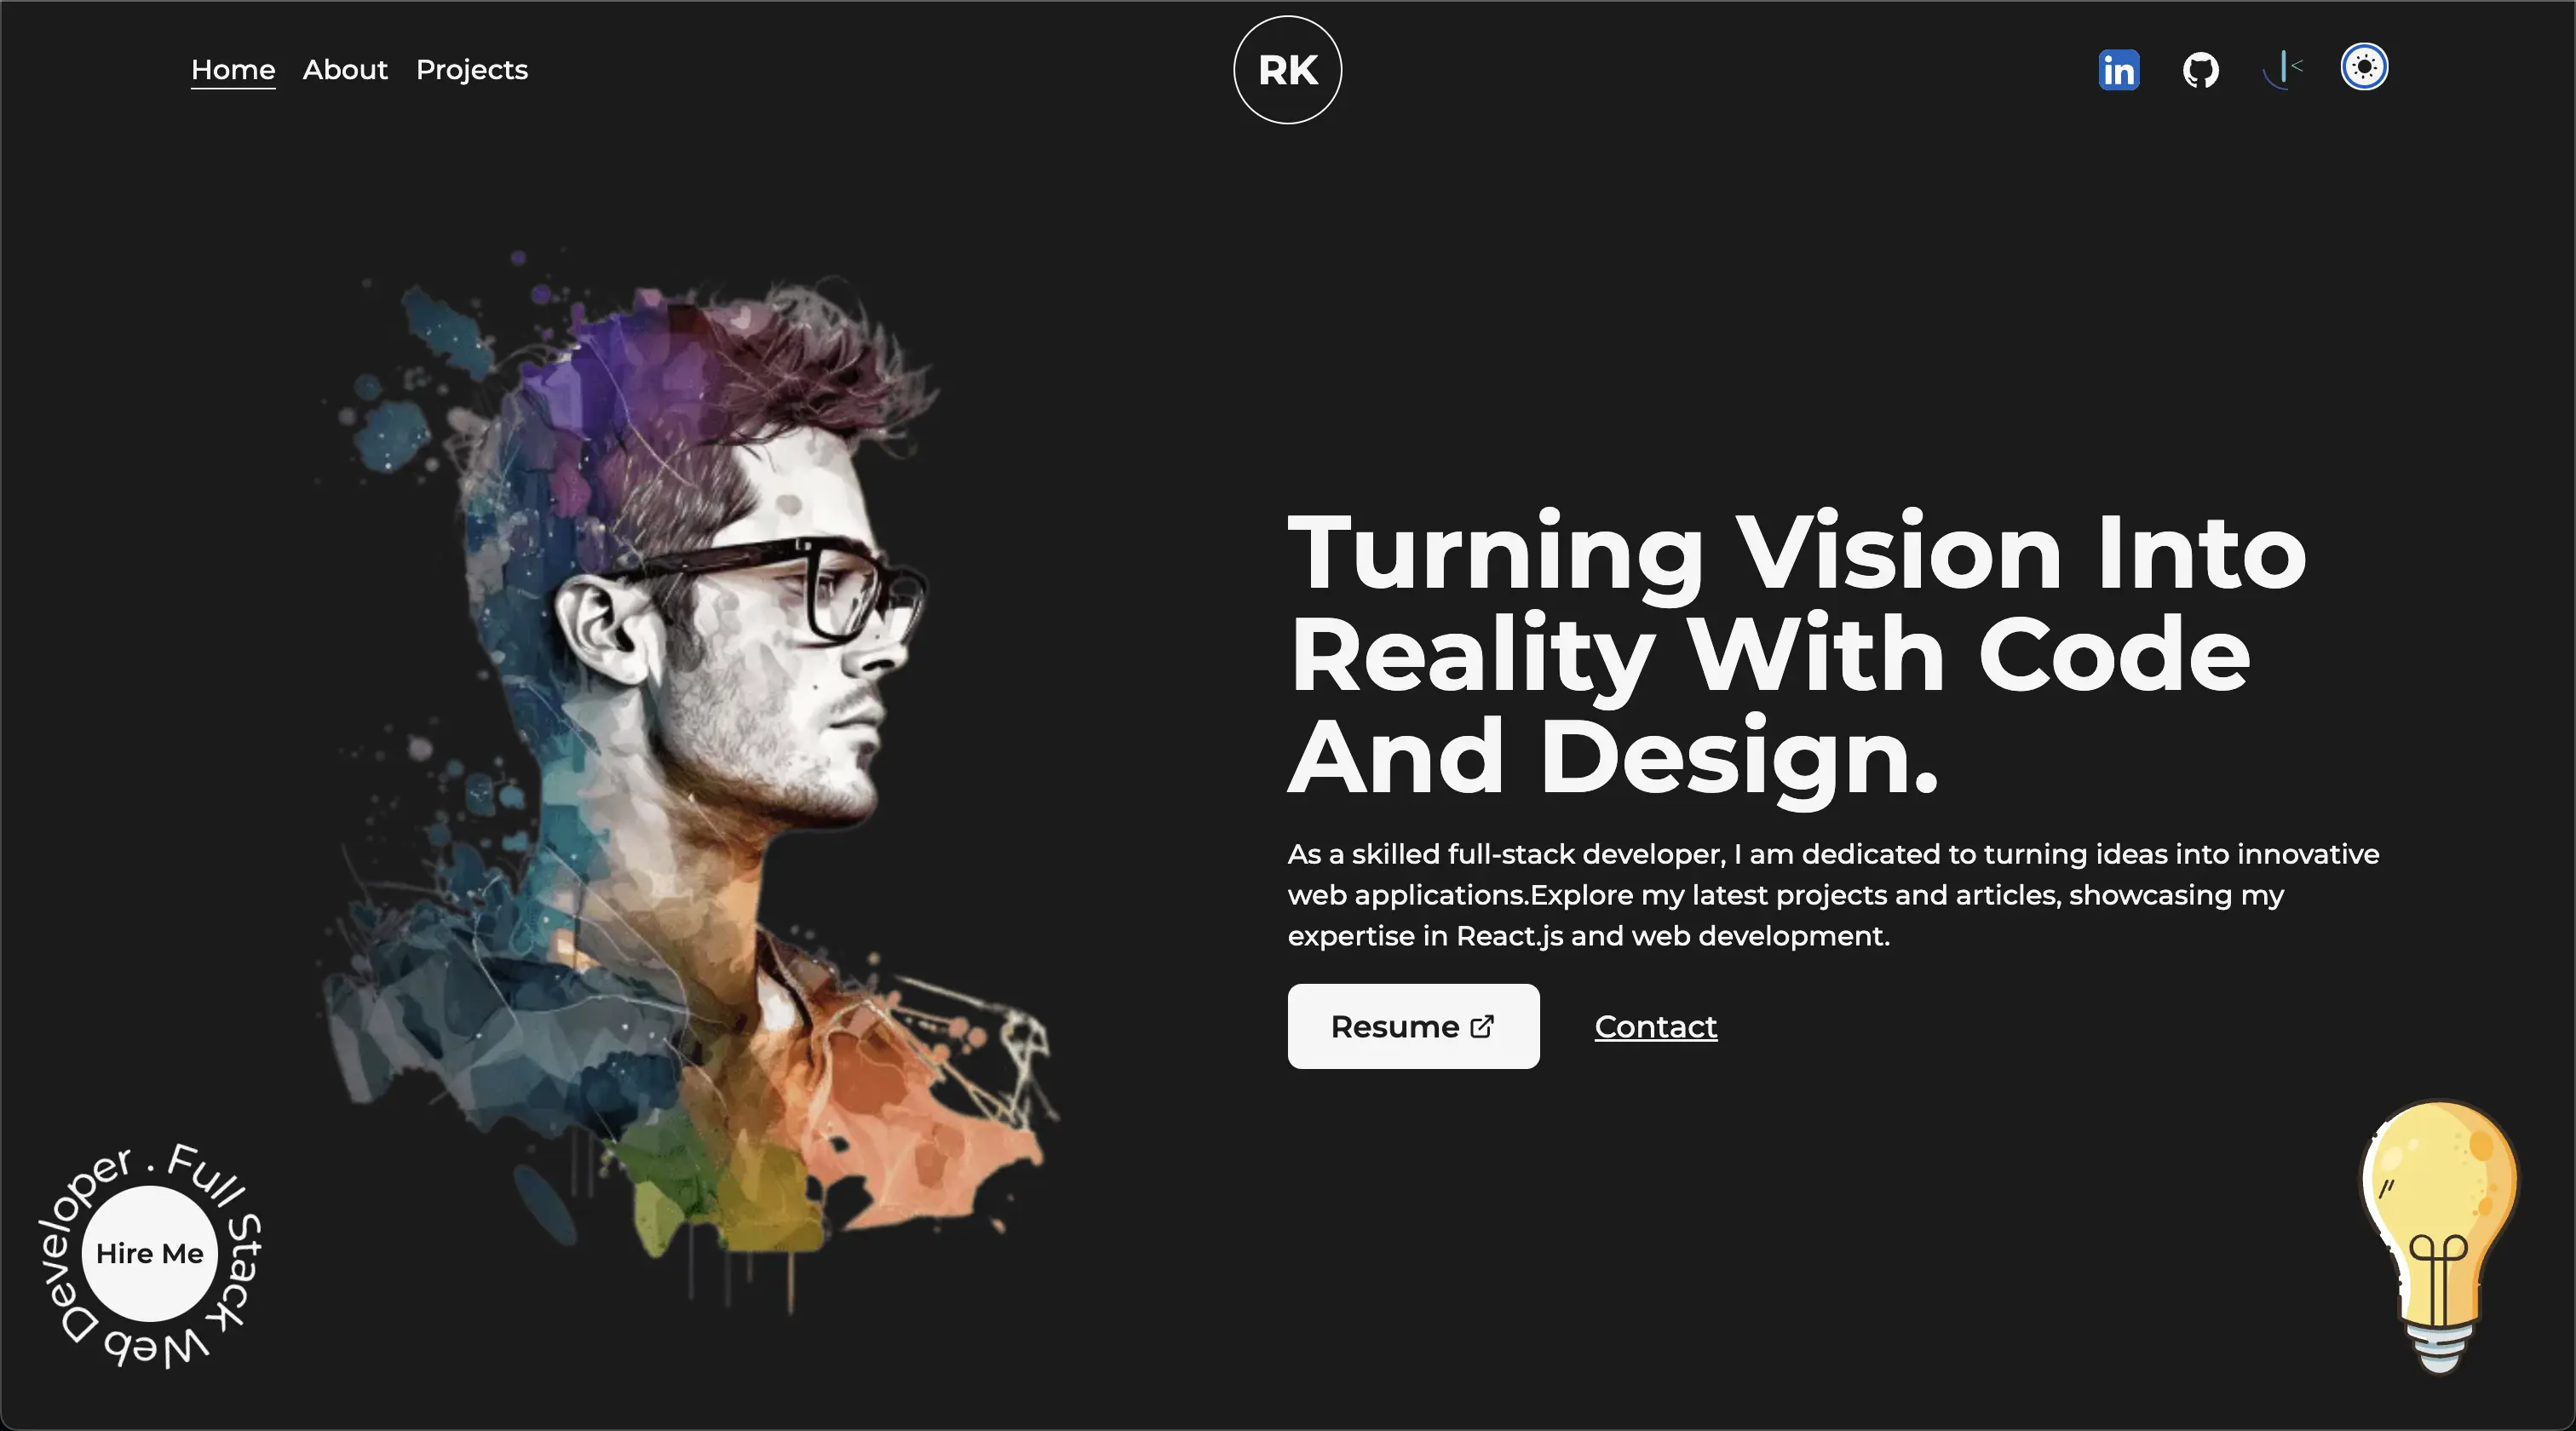 Home About Projects
RK
in
Turning Vision Into
Reality With Code
And Design.
As a skilled full-stack developer, I am dedicated to turning ideas into innovative
web applications.Explore my latest projects and articles, showcasing my
expertise in React.js and web development.
Resume Contact
Full Stack Web Developer .
Hire Me